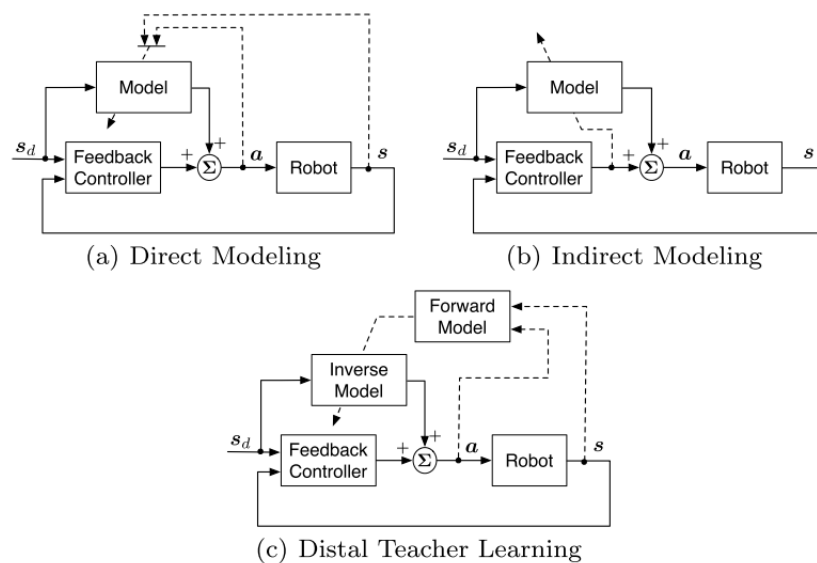 Model
s_d
Feedback
Controller
+
+
Σ
a
Robot
s
(a) Direct Modeling
Model
s_d
Feedback
Controller
+
+
Σ
a
Robot
s
(b) Indirect Modeling
Forward
Model
Inverse
Model
s_d
Feedback
Controller
+
+
Σ
a
Robot
s
(c) Distal Teacher Learning